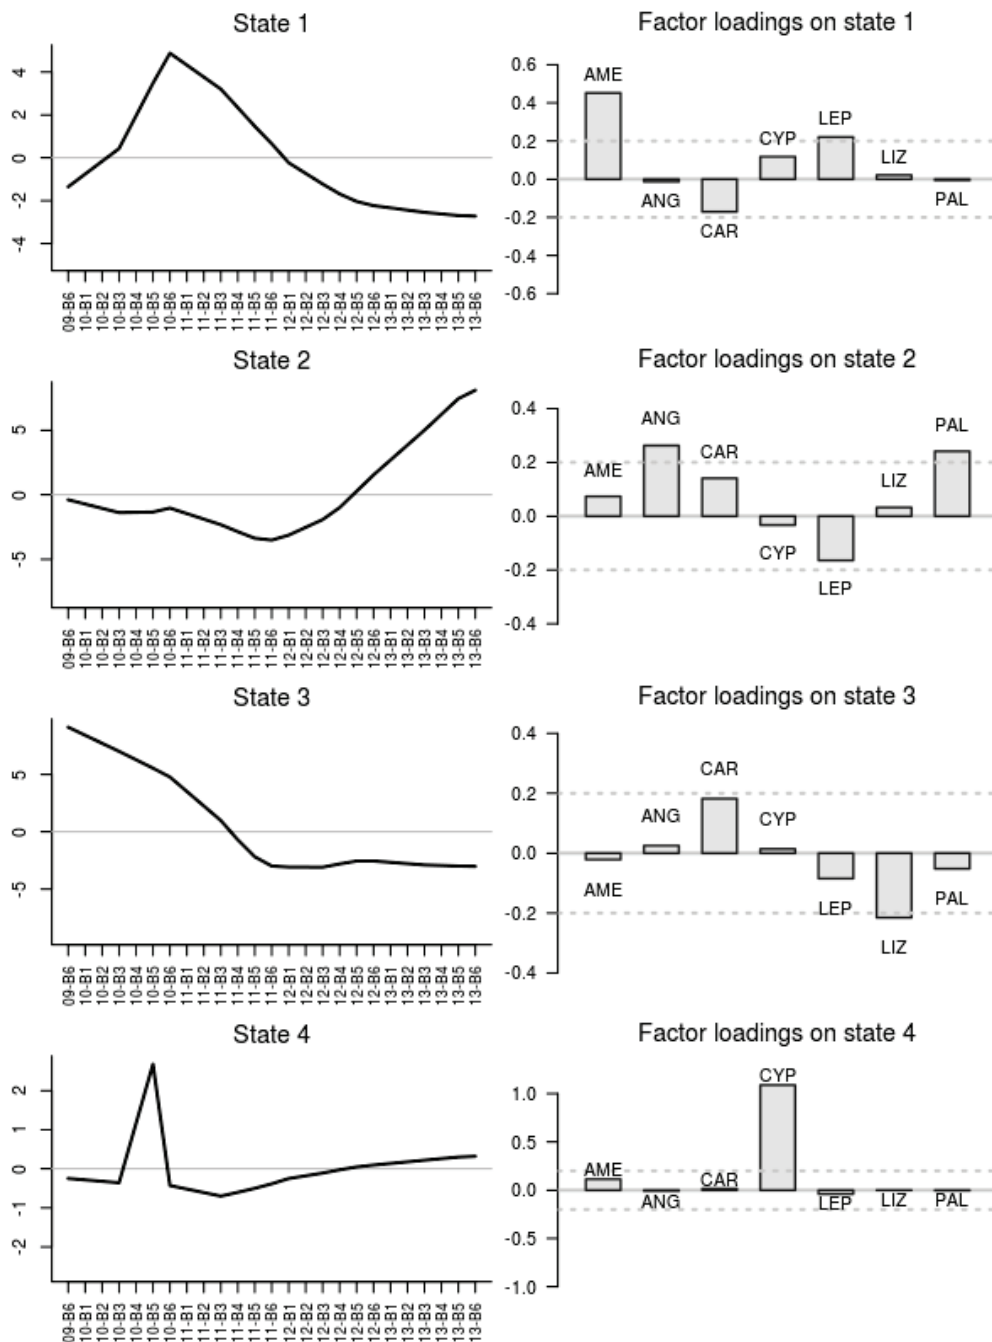 State 1
4
2
0
-2
-4
09-B6 10-B1 10-B2 10-B3 10-B4 10-B5 10-B6 11-B1 11-B2 11-B3 11-B4 11-B5 11-B6 12-B1 12-B2 12-B3 12-B4 12-B5 12-B6 13-B1 13-B2 13-B3 13-B4 13-B5 13-B6
Factor loadings on state 1
0.6
0.4
0.2
0.0
-0.2
-0.4
-0.6
AME
ANG
CAR
CYP
LEP
LIZ
PAL
State 2
5
0
-5
09-B6 10-B1 10-B2 10-B3 10-B4 10-B5 10-B6 11-B1 11-B2 11-B3 11-B4 11-B5 11-B6 12-B1 12-B2 12-B3 12-B4 12-B5 12-B6 13-B1 13-B2 13-B3 13-B4 13-B5 13-B6
Factor loadings on state 2
0.4
0.2
0.0
-0.2
-0.4
AME
ANG
CAR
CYP
LEP
LIZ
PAL
State 3
5
0
-5
09-B6 10-B1 10-B2 10-B3 10-B4 10-B5 10-B6 11-B1 11-B2 11-B3 11-B4 11-B5 11-B6 12-B1 12-B2 12-B3 12-B4 12-B5 12-B6 13-B1 13-B2 13-B3 13-B4 13-B5 13-B6
Factor loadings on state 3
0.4
0.2
0.0
-0.2
-0.4
AME
ANG
CAR
CYP
LEP
LIZ
PAL
State 4
2
1
0
-1
-2
09-B6 10-B1 10-B2 10-B3 10-B4 10-B5 10-B6 11-B1 11-B2 11-B3 11-B4 11-B5 11-B6 12-B1 12-B2 12-B3 12-B4 12-B5 12-B6 13-B1 13-B2 13-B3 13-B4 13-B5 13-B6
Factor loadings on state 4
1.0
0.5
0.0
-0.5
-1.0
AME
ANG
CAR
CYP
LEP
LIZ
PAL